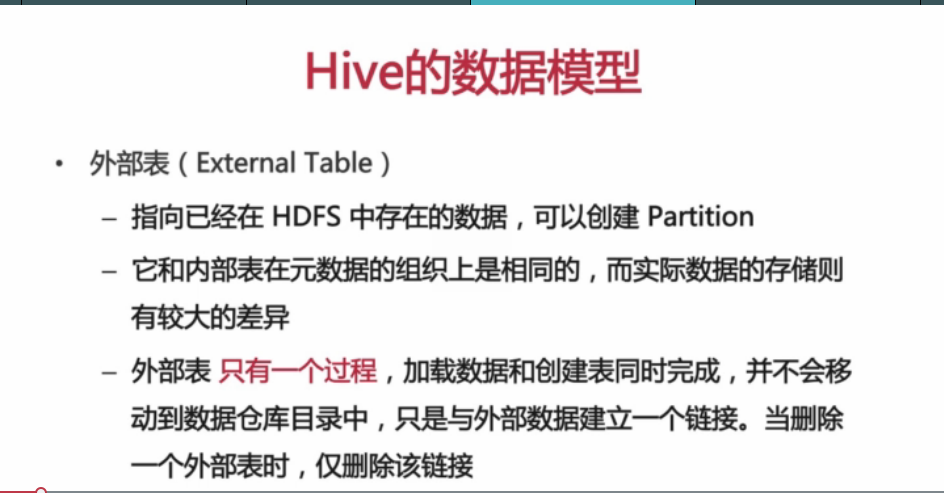 Hive的数据模型
• 外部表（External Table）
– 指向已经在 HDFS 中存在的数据，可以创建 Partition
– 它和内部表在元数据的组织上是相同的，而实际数据的存储则
有较大的差异
– 外部表 只有一个过程，加载数据和创建表同时完成，并不会移
动到数据仓库目录中，只是与外部数据建立一个链接。当删除
一个外部表时，仅删除该链接